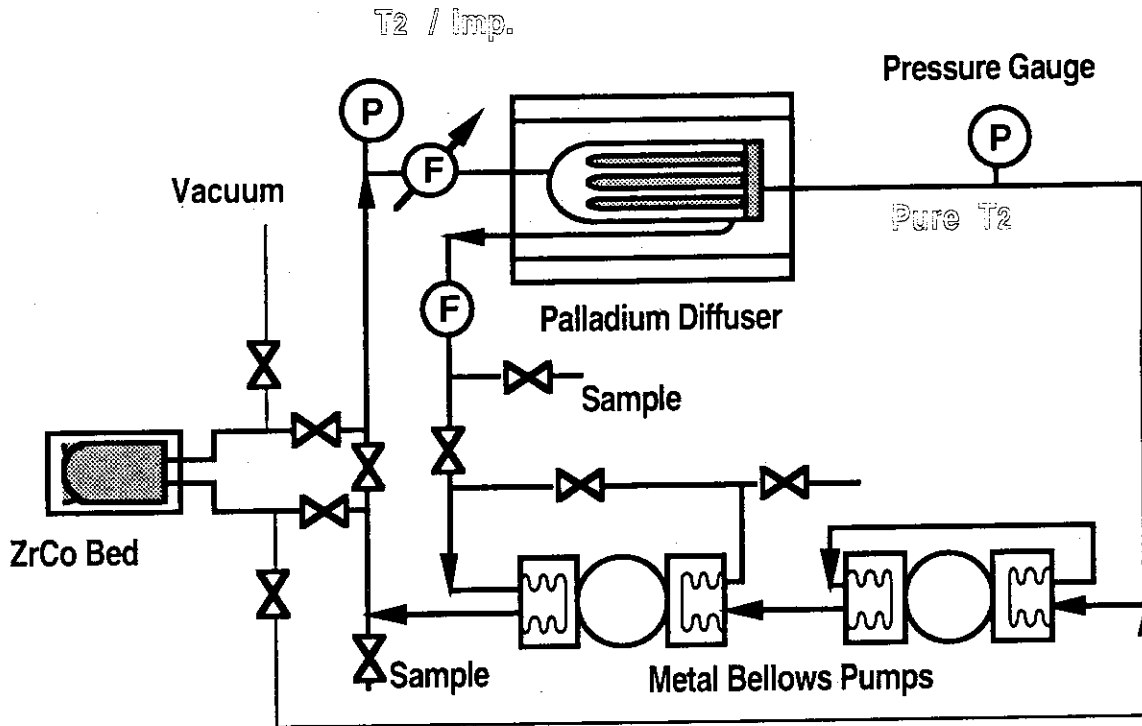 T2 / Imp.
Pressure Gauge
P
P
F
Vacuum
Pure T2
F
Palladium Diffuser
Sample
ZrCo Bed
Sample
Metal Bellows Pumps